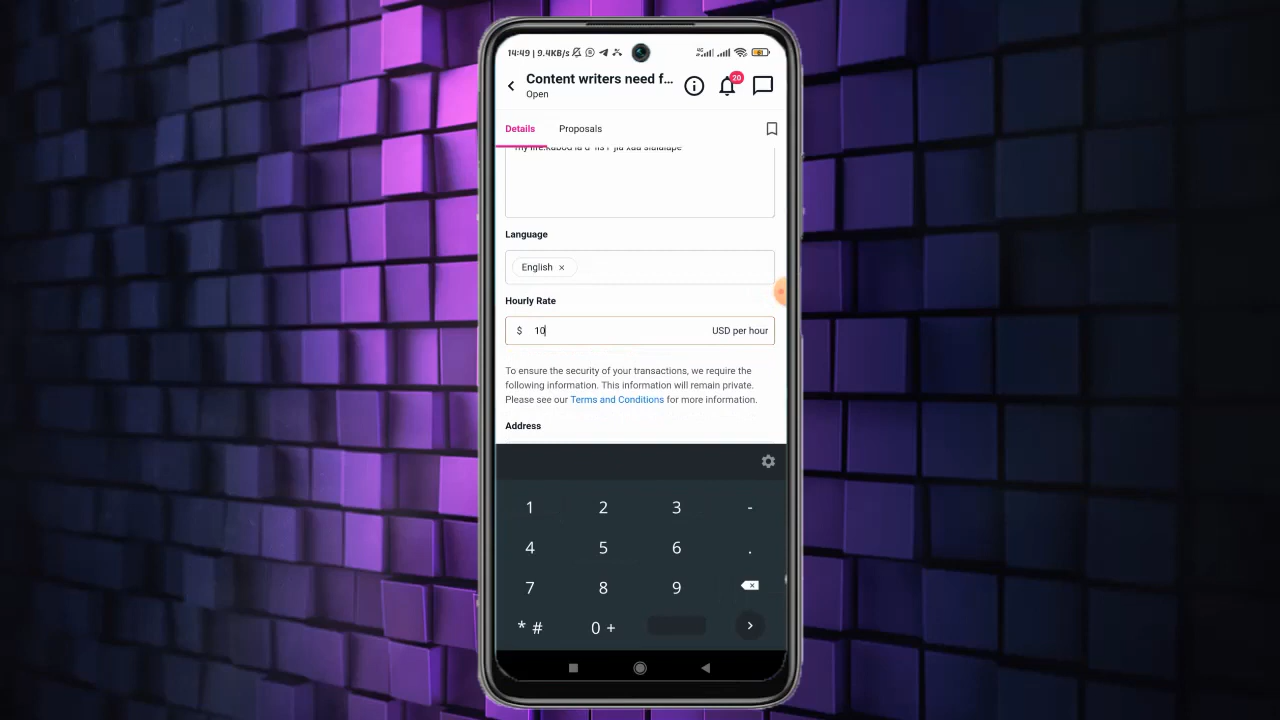 14:49 | 9.4KB/s
4G
Content writers need f...
20
Open
Details Proposals
Language
English ×
Hourly Rate
$ 10 USD per hour
To ensure the security of your transactions, we require the
following information. This information will remain private.
Please see our Terms and Conditions for more information.
Address
1 2 3 -
4 5 6 .
7 8 9
* # 0 +